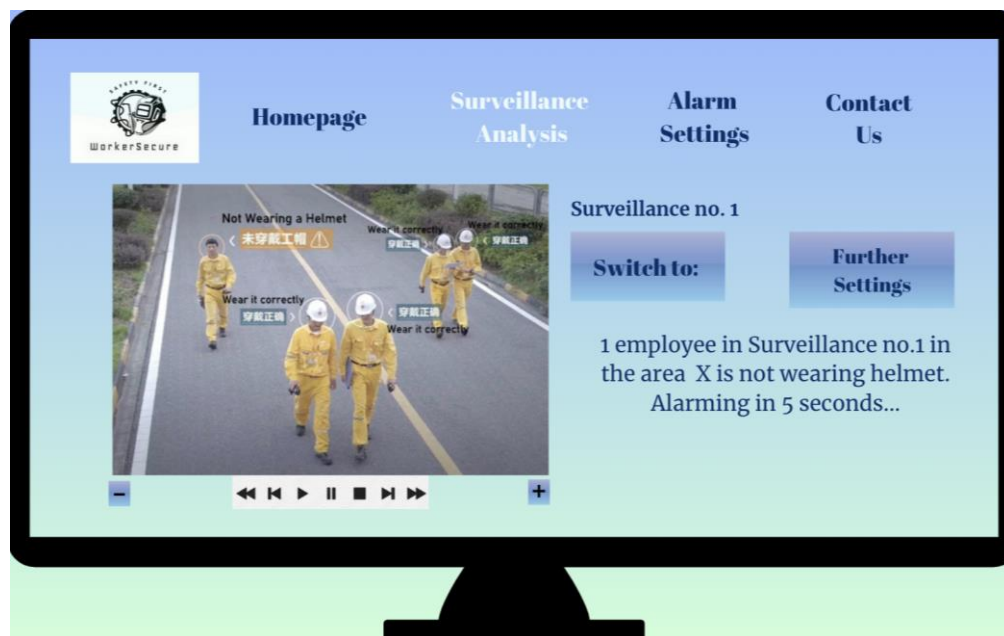 SAFETY FIRST
WorkerSecure
Homepage
Surveillance
Analysis
Alarm
Settings
Contact
Us
Not Wearing a Helmet
未穿戴工帽
Wear it correctly
穿戴正确
Wear it correctly
穿戴正确
Wear it correctly
穿戴正确
穿戴正确
Wear it correctly
Surveillance no. 1
Switch to:
Further
Settings
1 employee in Surveillance no.1 in
the area X is not wearing helmet.
Alarming in 5 seconds...